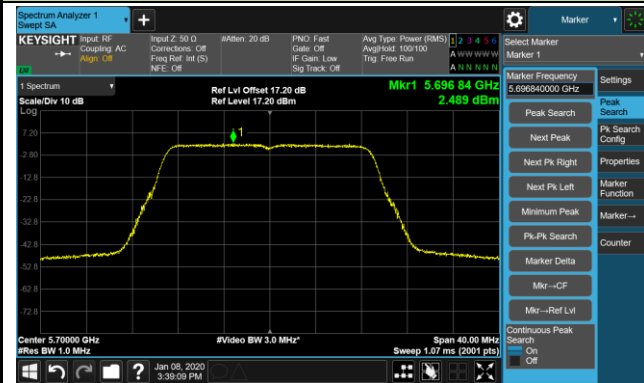 Spectrum Analyzer 1
Swept SA
+
Marker
KEYSIGHT
Input: RF
Coupling: AC
Align: Off
Input Z: 50 Ω
Corrections: Off
Freq Ref: Int (S)
NFE: Off
#Atten: 20 dB
PNO: Fast
Gate: Off
IF Gain: Low
Sig Track: Off
Avg Type: Power (RMS)
Avg|Hold: 100/100
Trig: Free Run
1 2 3 4 5 6
A W W W W W
A N N N N N
Select Marker
Marker 1
1 Spectrum
Scale/Div 10 dB
Ref Lvl Offset 17.20 dB
Ref Level 17.20 dBm
Mkr1 5.696 84 GHz
2.489 dBm
Log
7.20
-2.80
-12.8
-22.8
-32.8
-42.8
-52.8
-62.8
-72.8
1
Center 5.70000 GHz
#Res BW 1.0 MHz
#Video BW 3.0 MHz*
Span 40.00 MHz
Sweep 1.07 ms (2001 pts)
Marker Frequency
5.696840000 GHz
Peak Search
Next Peak
Next Pk Right
Next Pk Left
Minimum Peak
Pk-Pk Search
Marker Delta
Mkr→CF
Mkr→Ref Lvl
Continuous Peak
Search
On
Off
Settings
Peak
Search
Pk Search
Config
Properties
Marker
Function
Marker→
Counter
Jan 08, 2020
3:39:09 PM